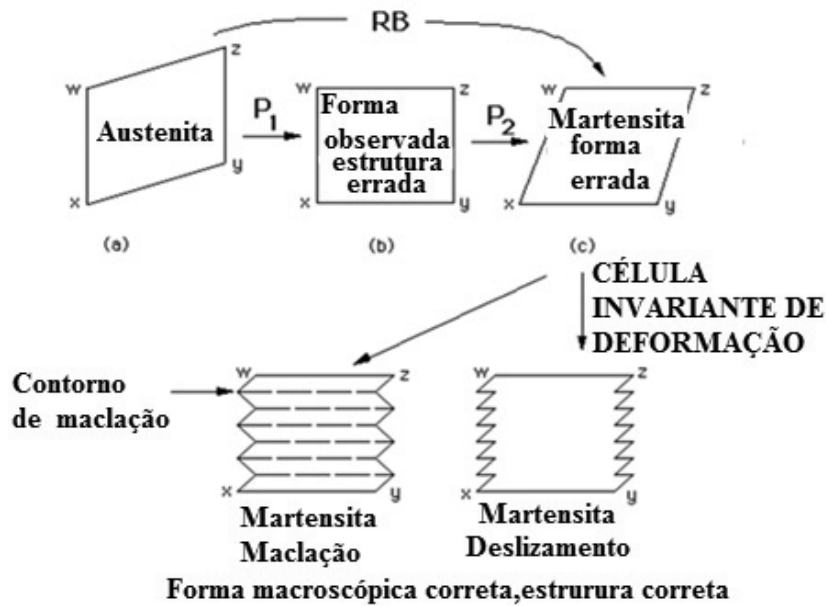 RB
w
z
Austenita
x
y
(a)
P1
w
z
Forma
observada
estrutura
errada
x
y
(b)
P2
w
z
Martensita
forma
errada
x
y
(c)
CÉLULA
INVARIANTE DE
DEFORMAÇÃO
Contorno
de maclação
w
z
x
y
Martensita
Maclação
w
z
x
y
Martensita
Deslizamento
Forma macroscópica correta,estrurura correta